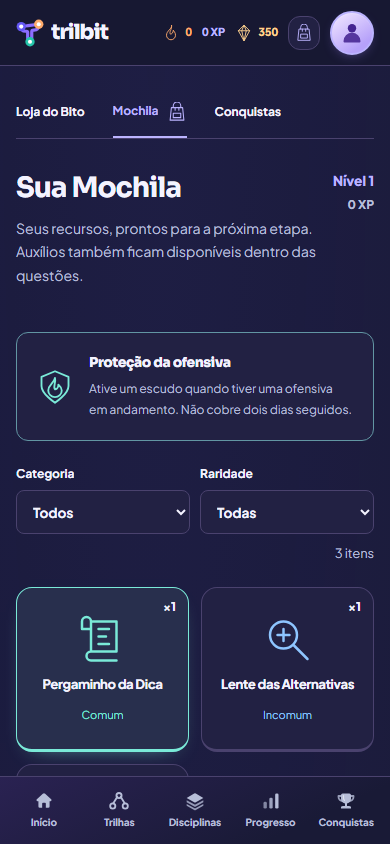 trilbit
0
0 XP
350
Loja do Bito
Mochila
Conquistas
Sua Mochila
Nível 1
0 XP
Seus recursos, prontos para a próxima etapa.
Auxílios também ficam disponíveis dentro das
questões.
Proteção da ofensiva
Ative um escudo quando tiver uma ofensiva
em andamento. Não cobre dois dias seguidos.
Categoria
Raridade
Todos
Todas
3 itens
×1
Pergaminho da Dica
Comum
×1
Lente das Alternativas
Incomum
Início
Trilhas
Disciplinas
Progresso
Conquistas